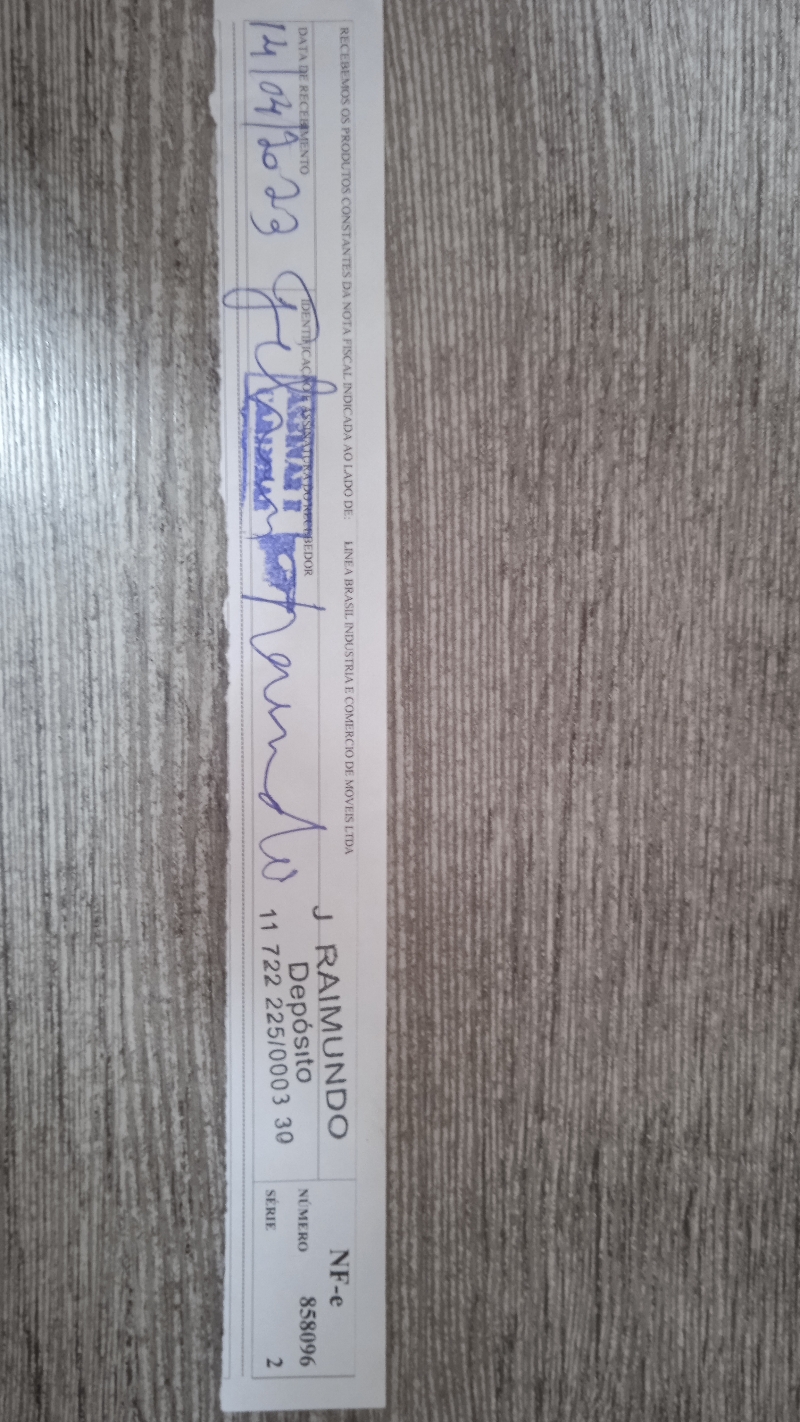 RECEBEMOS OS PRODUTOS CONSTANTES DA NOTA FISCAL INDICADA AO LADO DE: LINEA BRASIL INDUSTRIA E COMERCIO DE MOVEIS LTDA
DATA DE RECEBIMENTO
14/04/2023
IDENTIFICAÇÃO E ASSINATURA DO RECEBEDOR
J RAIMUNDO
Depósito
11 722 225/0003 30
NF-e
NÚMERO 858096
SÉRIE 2